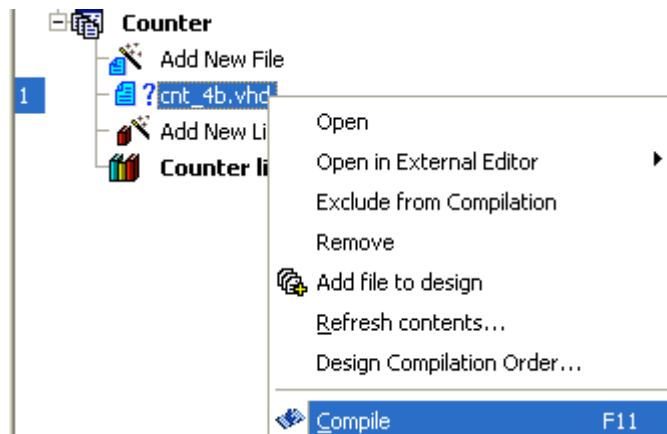 Counter
Add New File
1
? cnt_4b.vhd
Add New Li
Counter li
Open
Open in External Editor
Exclude from Compilation
Remove
Add file to design
Refresh contents...
Design Compilation Order...
Compile F11